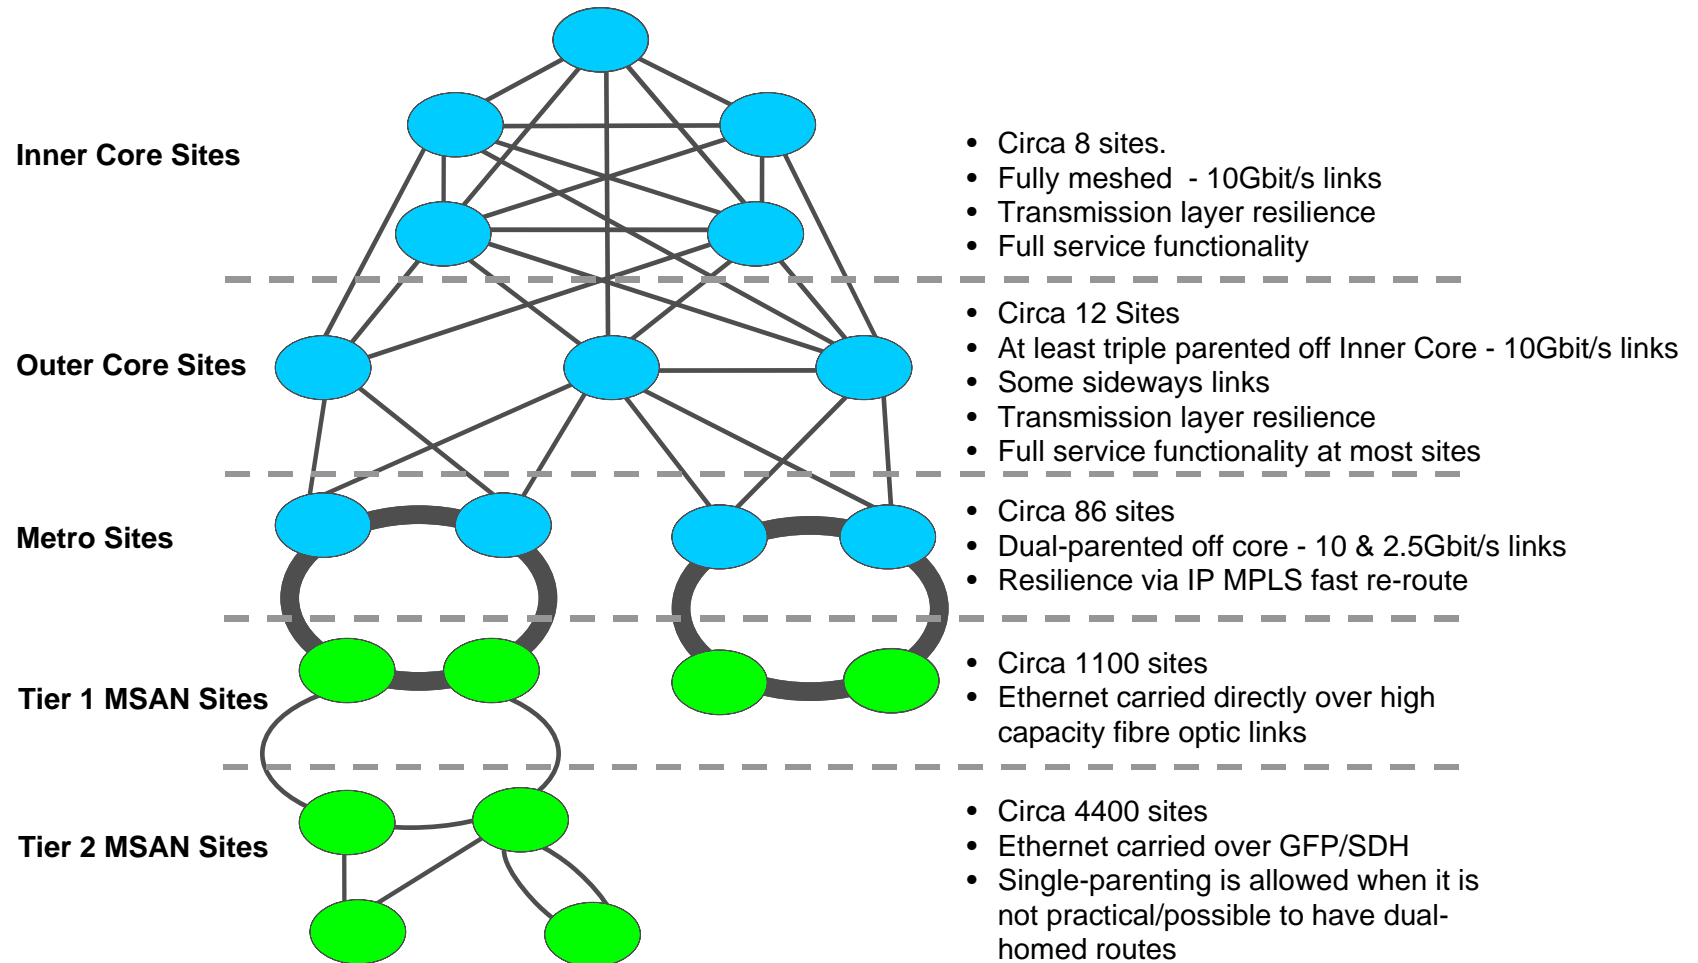 Inner Core Sites
• Circa 8 sites.
• Fully meshed - 10Gbit/s links
• Transmission layer resilience
• Full service functionality
Outer Core Sites
• Circa 12 Sites
• At least triple parented off Inner Core - 10Gbit/s links
• Some sideways links
• Transmission layer resilience
• Full service functionality at most sites
Metro Sites
• Circa 86 sites
• Dual-parented off core - 10 & 2.5Gbit/s links
• Resilience via IP MPLS fast re-route
Tier 1 MSAN Sites
• Circa 1100 sites
• Ethernet carried directly over high
capacity fibre optic links
Tier 2 MSAN Sites
• Circa 4400 sites
• Ethernet carried over GFP/SDH
• Single-parenting is allowed when it is
not practical/possible to have dual-
homed routes